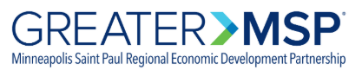 GREATER>MSP
Minneapolis Saint Paul Regional Economic Development Partnership